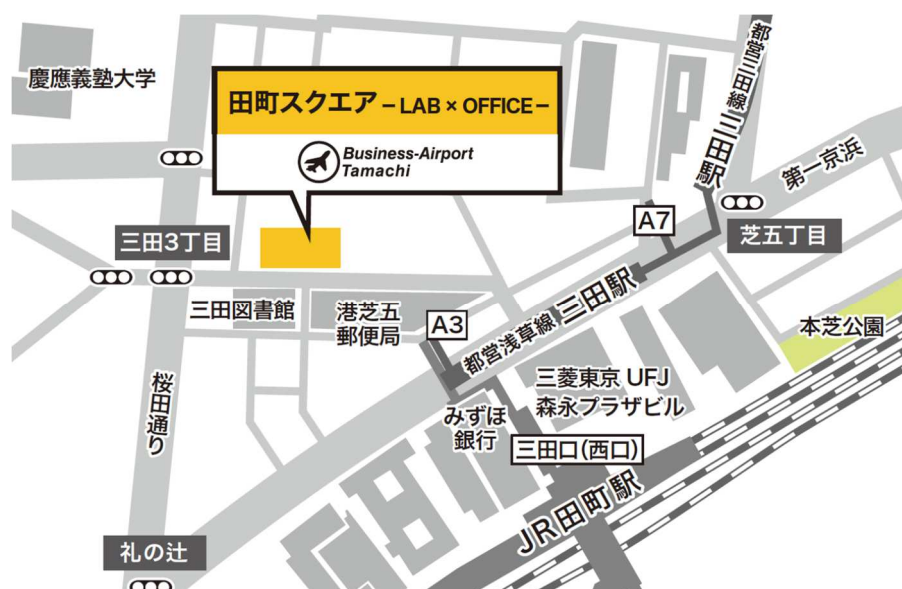 慶應義塾大学
田町スクエア – LAB × OFFICE –
Business-Airport
Tamachi
都営三田線 三田駅
第一京浜
A7
芝五丁目
三田3丁目
三田図書館
港芝五
郵便局
A3
都営浅草線 三田駅
本芝公園
三菱東京 UFJ
森永プラザビル
みずほ
銀行
桜田通り
三田口(西口)
JR田町駅
礼の辻